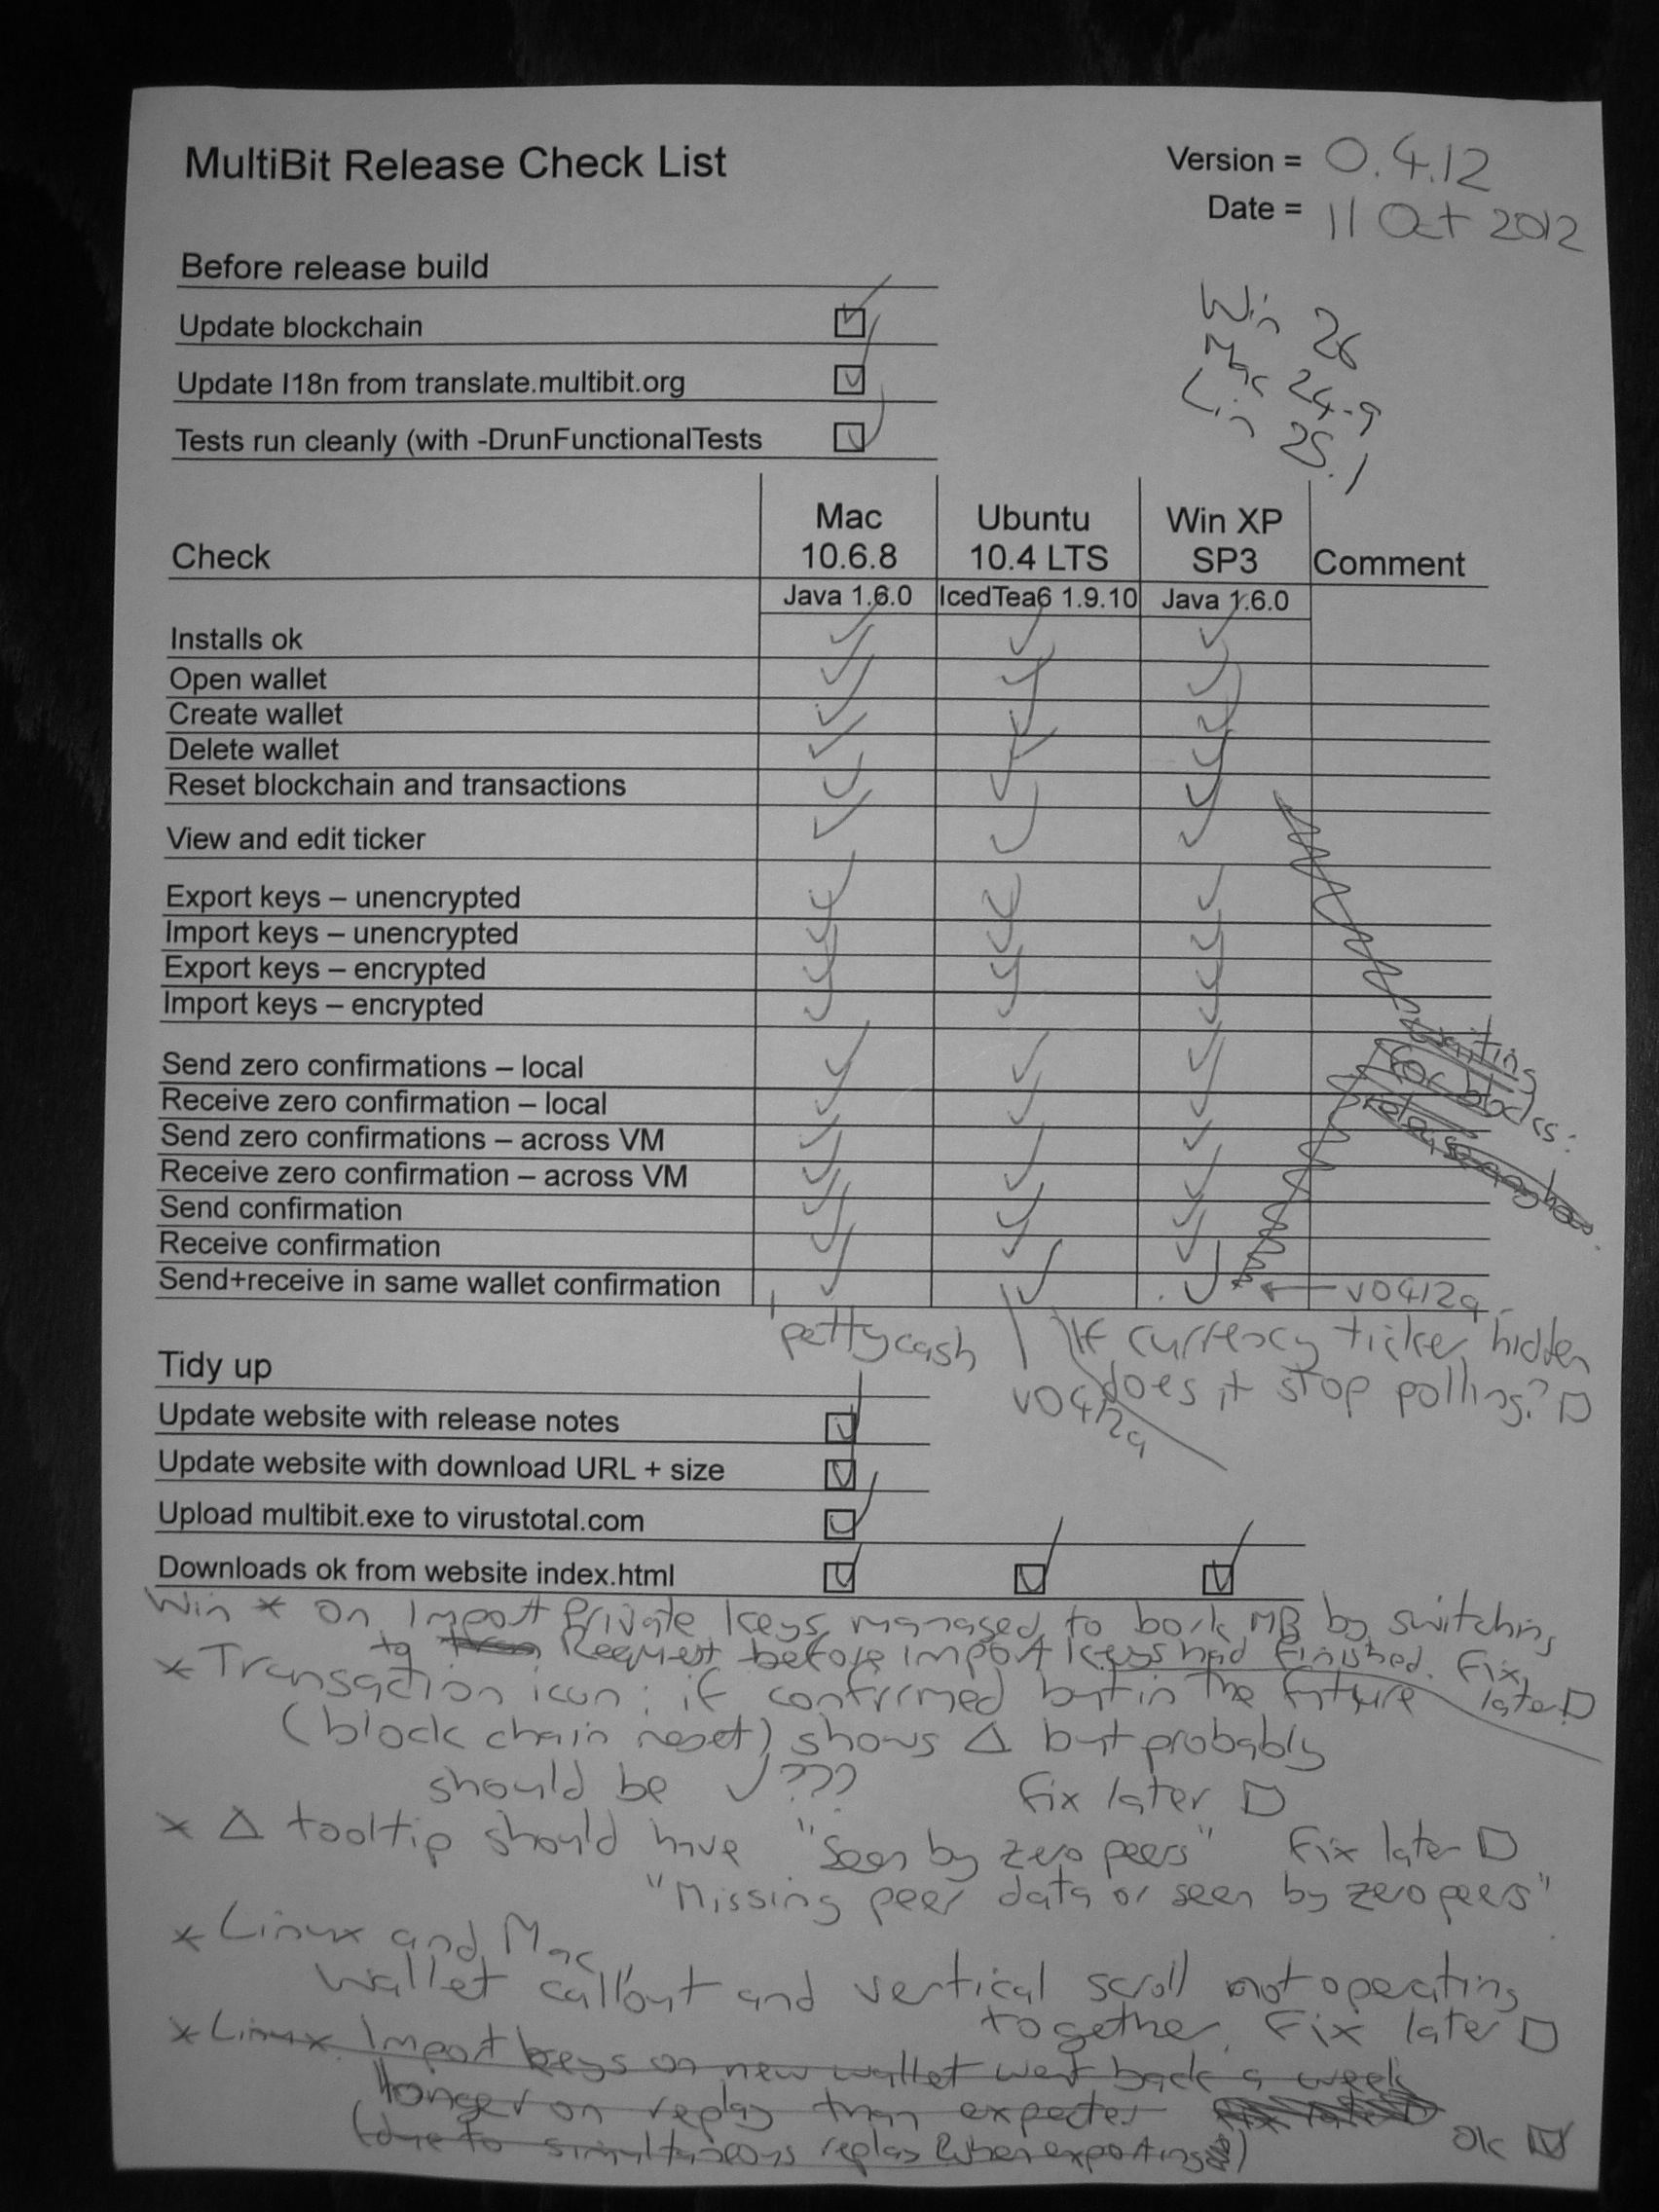 MultiBit Release Check List
Version = 0.4.12
Date = 11 Oct 2012
Before release build
Update blockchain ☑
Update I18n from translate.multibit.org ☑
Tests run cleanly (with -DrunFunctionalTests ☑
Win 26
Mac 24.9
Lin 25.1
Check
Mac 10.6.8
Ubuntu 10.4 LTS
Win XP SP3
Comment
Java 1.6.0 IcedTea6 1.9.10 Java 1.6.0
Installs ok ✓ ✓ ✓
Open wallet ✓ ✓ ✓
Create wallet ✓ ✓ ✓
Delete wallet ✓ ✓ ✓
Reset blockchain and transactions ✓ ✓ ✓
View and edit ticker ✓ ✓ ✓
Export keys – unencrypted ✓ ✓ ✓
Import keys – unencrypted ✓ ✓ ✓
Export keys – encrypted ✓ ✓ ✓
Import keys – encrypted ✓ ✓ ✓
waiting
for blocks:
Send zero confirmations – local ✓ ✓ ✓
Receive zero confirmation – local ✓ ✓ ✓
Send zero confirmations – across VM ✓ ✓
Receive zero confirmation – across VM ✓ ✓ ✓
Send confirmation ✓ ✓ ✓
Receive confirmation ✓ ✓ ✓
Send+receive in same wallet confirmation ✓ ✓ ✓ * ← v0412a
petty cash
v0412a
If currency ticker hidden
does it stop polling? □
Tidy up
Update website with release notes ☑
Update website with download URL + size ☑
Upload multibit.exe to virustotal.com ☑
Downloads ok from website index.html ☑ ☑ ☑
Win * On Import Private Keys managed to bork MB by switching
to Request before import keys had finished. Fix
later □
* Transaction icon: if confirmed but in the future
(block chain reset) shows △ but probably
should be ✓??? Fix later □
* △ tooltip should have "Seen by zero peers" Fix later □
"Missing peer data or seen by zero peers"
* Linux and Mac
Wallet callout and vertical scroll not operating
together. Fix later □
* Linux. Import keys on new wallet went back a week
longer on replay than expected
(due to simultaneous replay when exporting) OK ☑